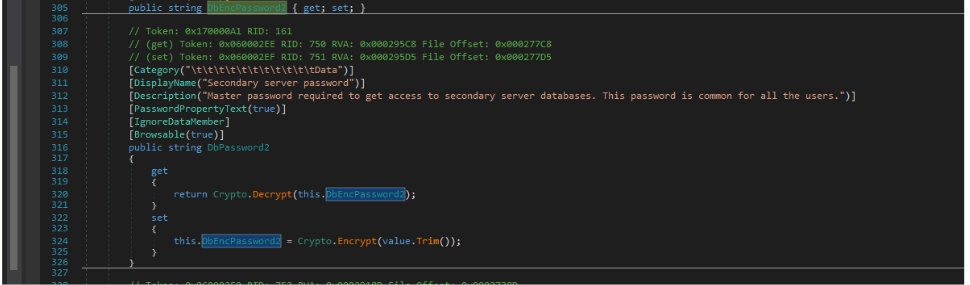 305 public string DbEncPassword2 { get; set; }
306
307 // Token: 0x170000A1 RID: 161
308 // (get) Token: 0x060002EE RID: 750 RVA: 0x000295C8 File Offset: 0x000277C8
309 // (set) Token: 0x060002EF RID: 751 RVA: 0x000295D5 File Offset: 0x000277D5
310 [Category("\t\t\t\t\t\t\t\t\t\t\tData")]
311 [DisplayName("Secondary server password")]
312 [Description("Master password required to get access to secondary server databases. This password is common for all the users.")]
313 [PasswordPropertyText(true)]
314 [IgnoreDataMember]
315 [Browsable(true)]
316 public string DbPassword2
317 {
318 get
319 {
320 return Crypto.Decrypt(this.DbEncPassword2);
321 }
322 set
323 {
324 this.DbEncPassword2 = Crypto.Encrypt(value.Trim());
325 }
326 }
327